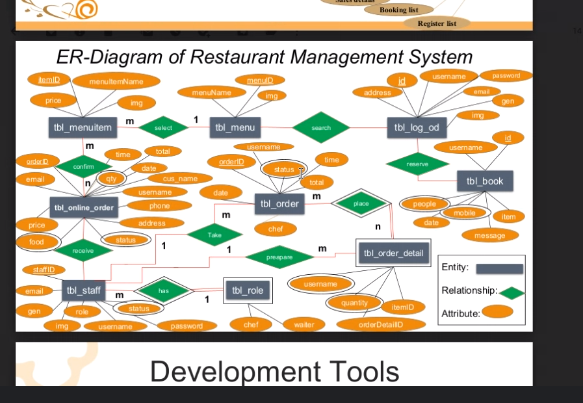 Booking list
Register list
ER-Diagram of Restaurant Management System
itemID
menuitemName
price
img
tbl_menuitem
m
select
1
menuName
menuID
img
tbl_menu
search
id
username
password
address
email
gen
img
tbl_log_od
reserve
username
id
tbl_book
people
mobile
date
item
message
m
confirm
n
orderID
email
time
total
date
qty
cus_name
username
phone
address
tbl_online_order
price
food
status
receive
username
orderID
status
time
total
date
tbl_order
chef
m
m
place
n
Take
1
1
preapare
m
tbl_order_detail
username
quantity
itemID
orderDetailID
staffID
email
tbl_staff
gen
role
img
username
status
password
m
has
1
tbl_role
chef
waiter
Entity:
Relationship:
Attribute:
Development Tools